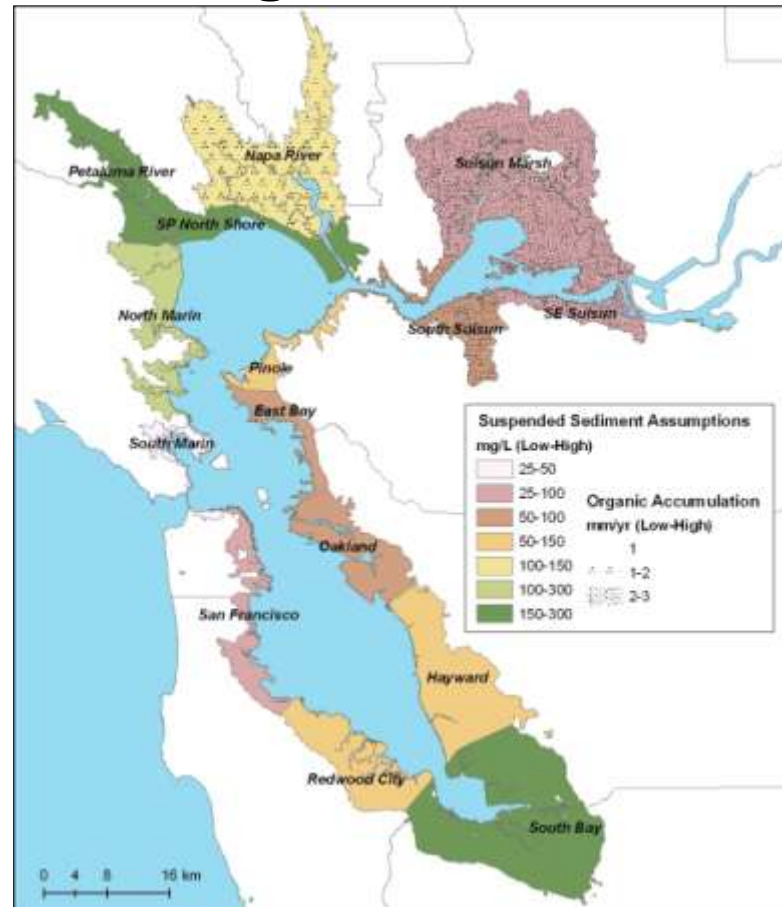 Petaluma River
Napa River
Suisun Marsh
SP North Shore
North Marin
South Suisun
SE Suisun
Pinole
East Bay
South Marin
Oakland
San Francisco
Hayward
Redwood City
South Bay
Suspended Sediment Assumptions
mg/L (Low-High)
25-50
25-100
50-100
50-150
100-150
100-300
150-300
Organic Accumulation
mm/yr (Low-High)
1
1-2
2-3
0 4 8 16 km